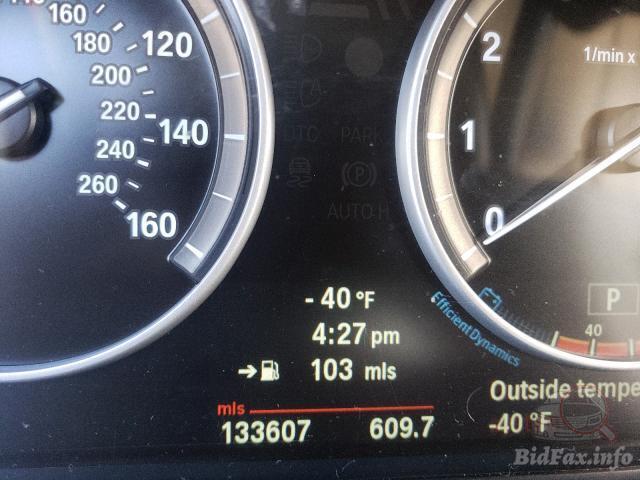 160
180
120
200
220
140
240
260
160
DTC PARK
(P)
AUTO H
- 40 °F
4:27 pm
103 mls
mls
133607 609.7
2
1/min x
1
0
P
40
Efficient Dynamics
Outside tempe
-40 °F
BidFax.info